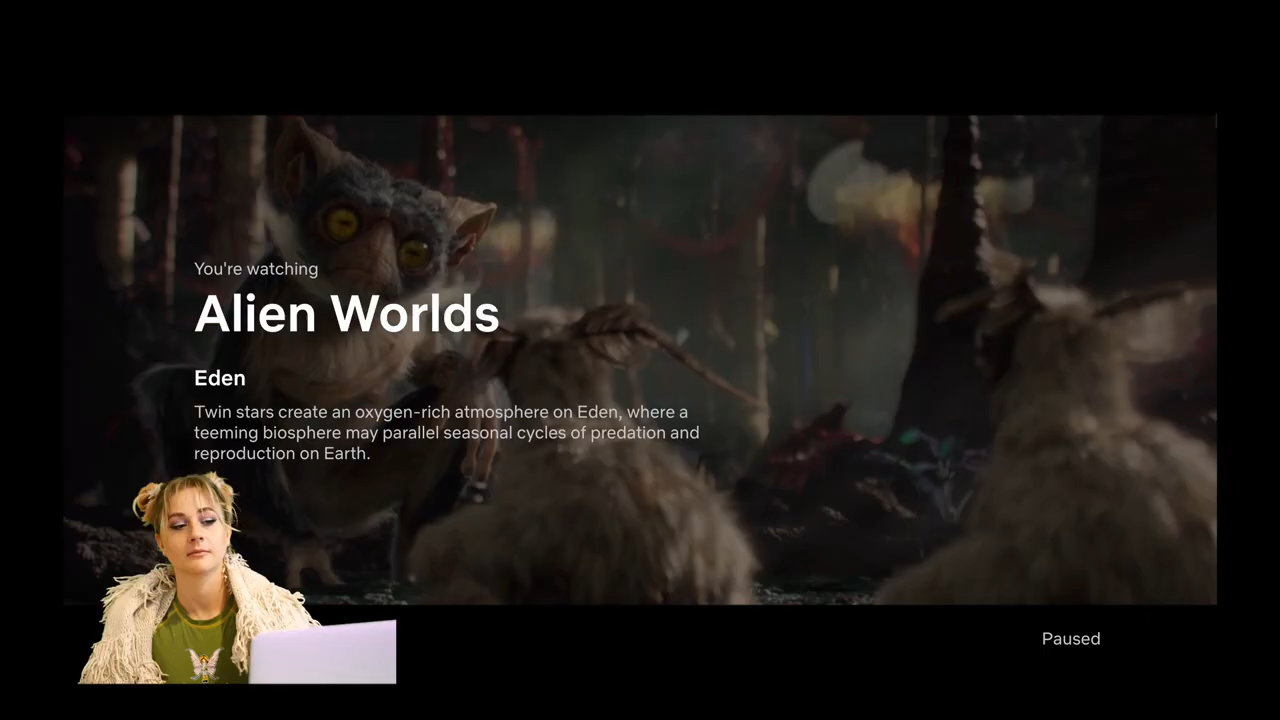 You're watching
Alien Worlds
Eden
Twin stars create an oxygen-rich atmosphere on Eden, where a
teeming biosphere may parallel seasonal cycles of predation and
reproduction on Earth.
Paused